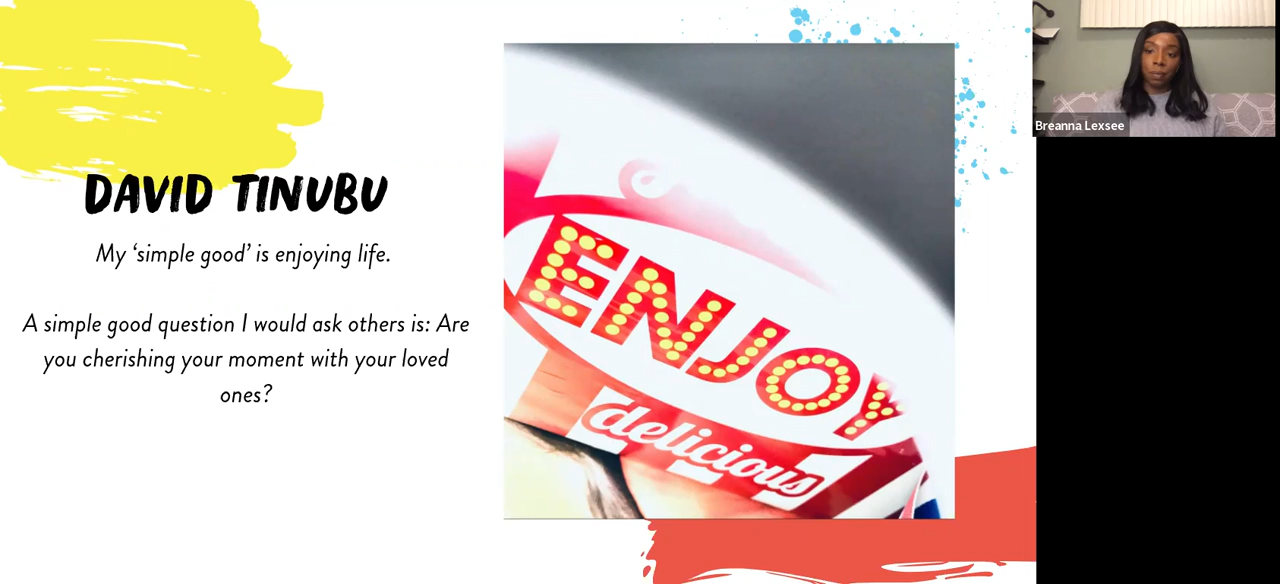 DAVID TINUBU
My ‘simple good’ is enjoying life.
A simple good question I would ask others is: Are
you cherishing your moment with your loved
ones?
ENJOY
delicious
Breanna Lexsee